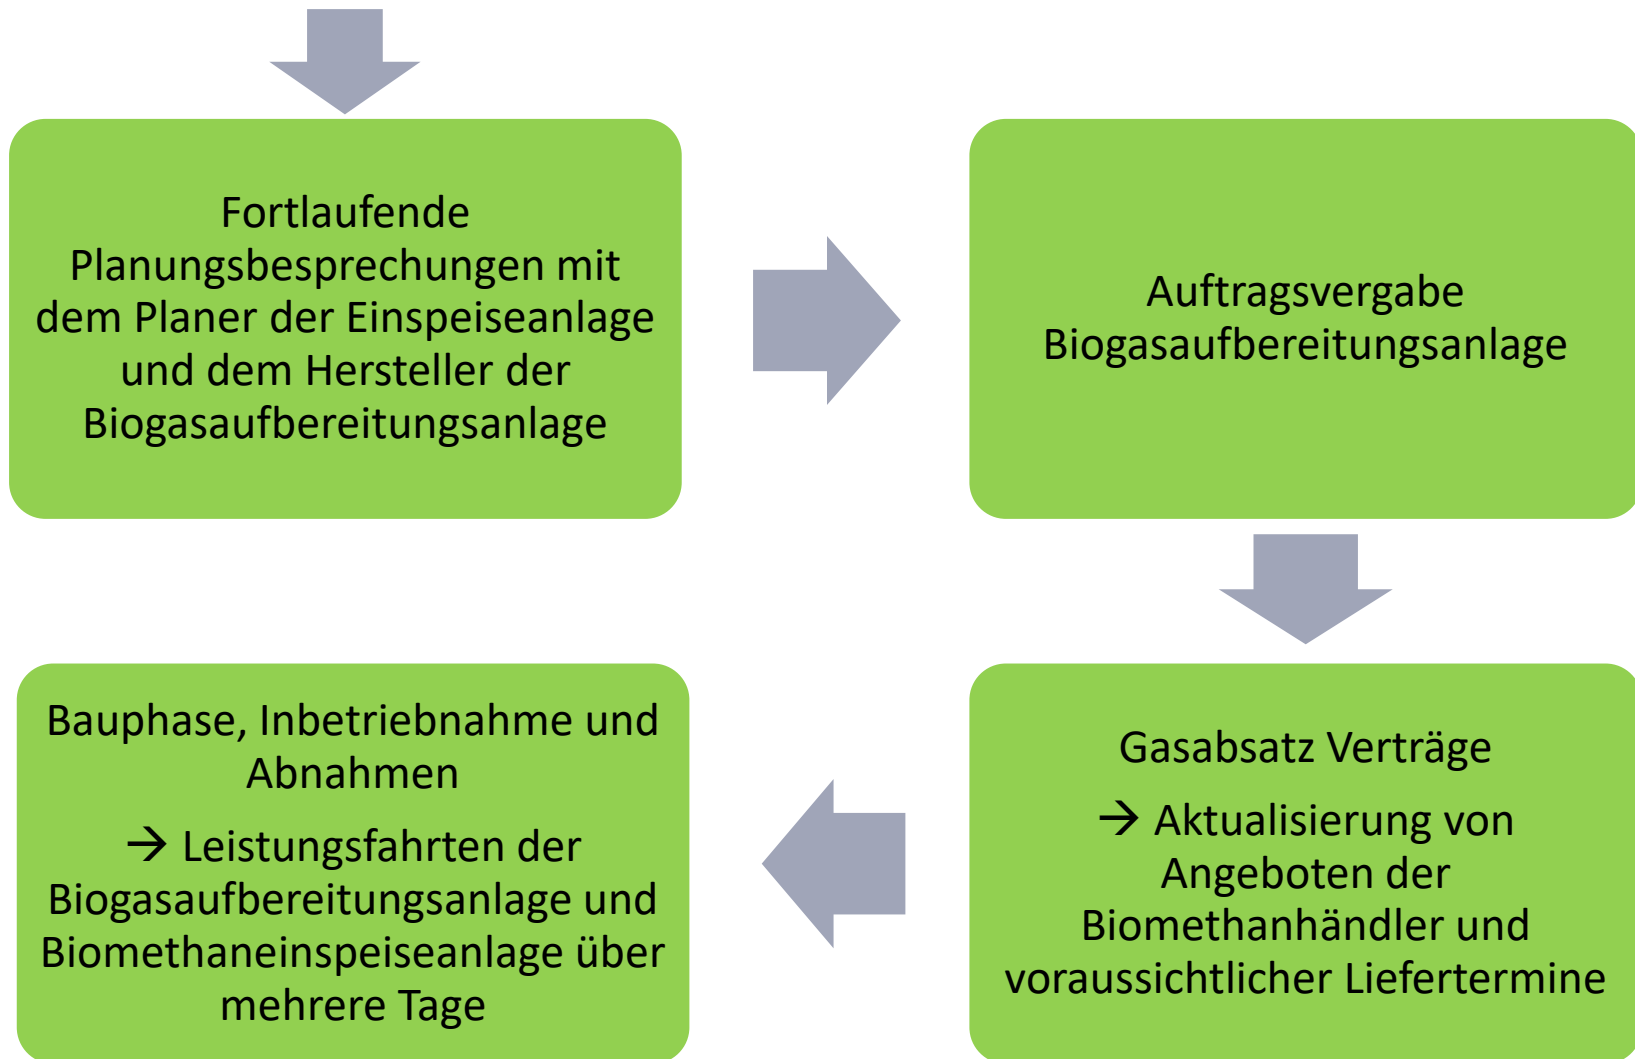 Fortlaufende
Planungsbesprechungen mit
dem Planer der Einspeiseanlage
und dem Hersteller der
Biogasaufbereitungsanlage
Auftragsvergabe
Biogasaufbereitungsanlage
Gasabsatz Verträge
→ Aktualisierung von
Angeboten der
Biomethanhändler und
voraussichtlicher Liefertermine
Bauphase, Inbetriebnahme und
Abnahmen
→ Leistungsfahrten der
Biogasaufbereitungsanlage und
Biomethaneinspeiseanlage über
mehrere Tage